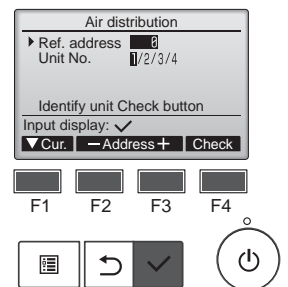 Air distribution
Ref. address 0
Unit No. 1/2/3/4
Identify unit Check button
Input display: ✓
▼Cur. －Address＋ Check
F1 F2 F3 F4